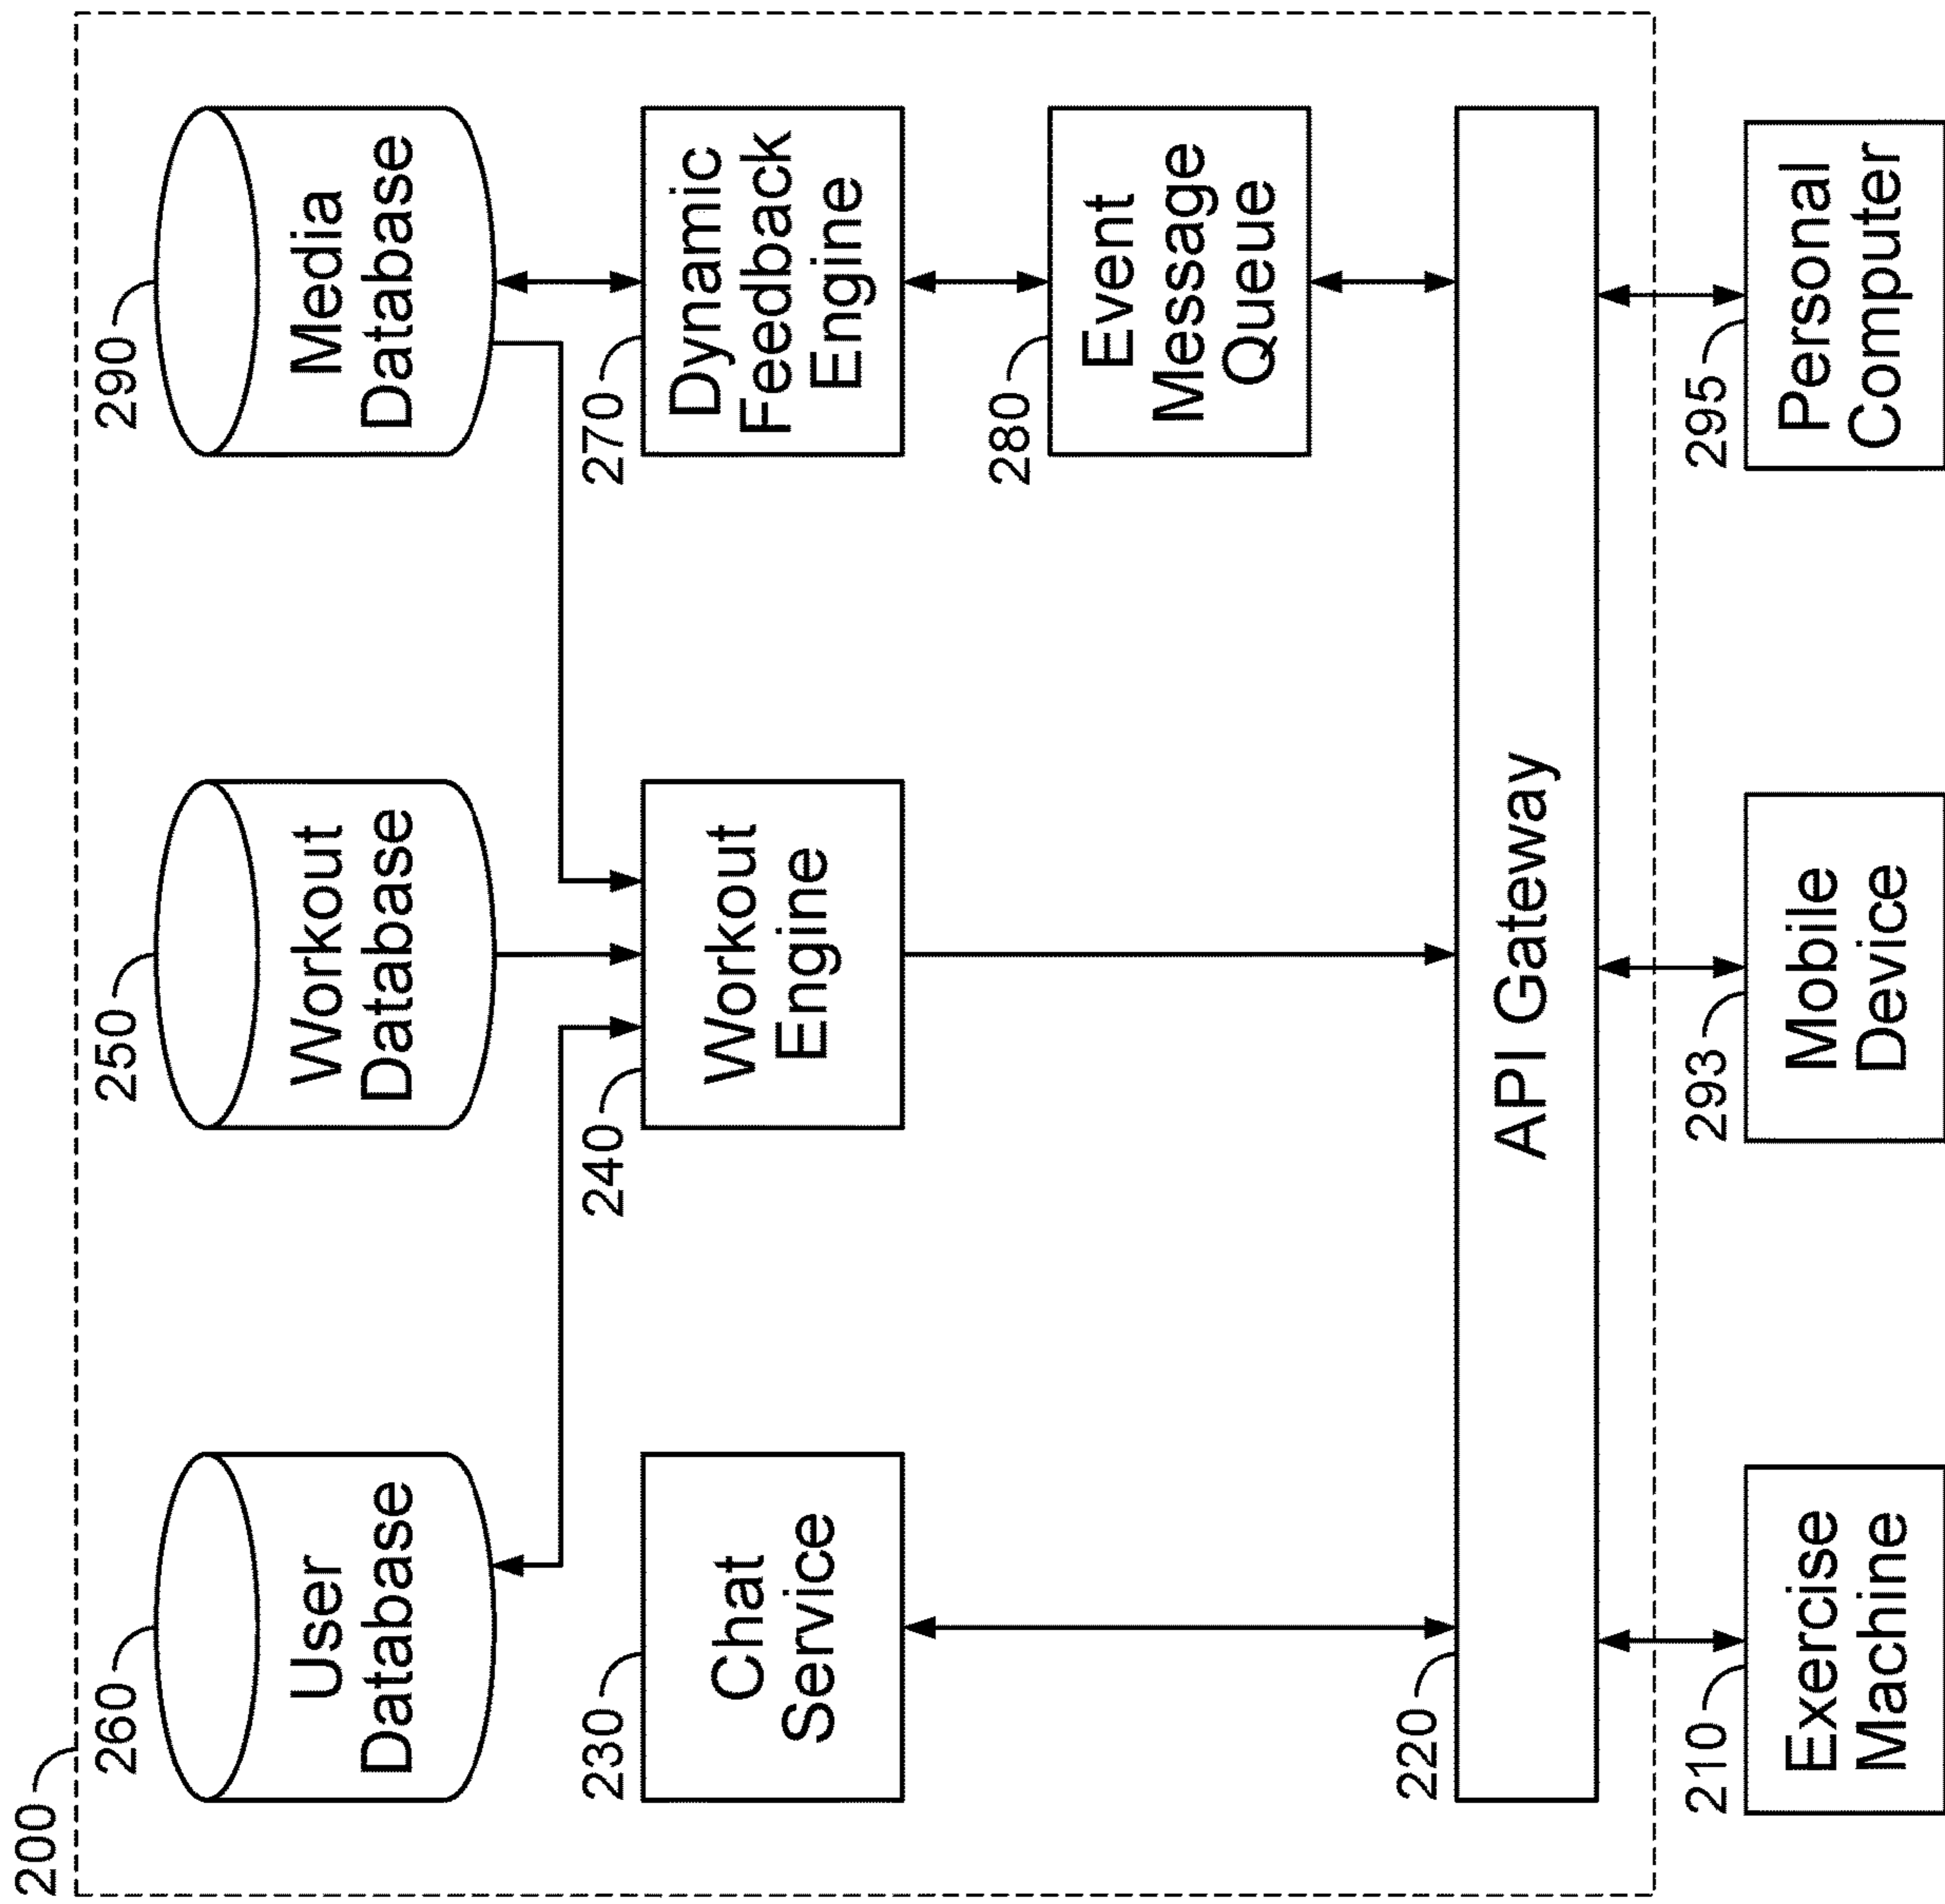 200
260
User
Database
250
Workout
Database
290
Media
Database
230
Chat
Service
240
Workout
Engine
270
Dynamic
Feedback
Engine
280
Event
Message
Queue
220
API Gateway
210
Exercise
Machine
293
Mobile
Device
295
Personal
Computer